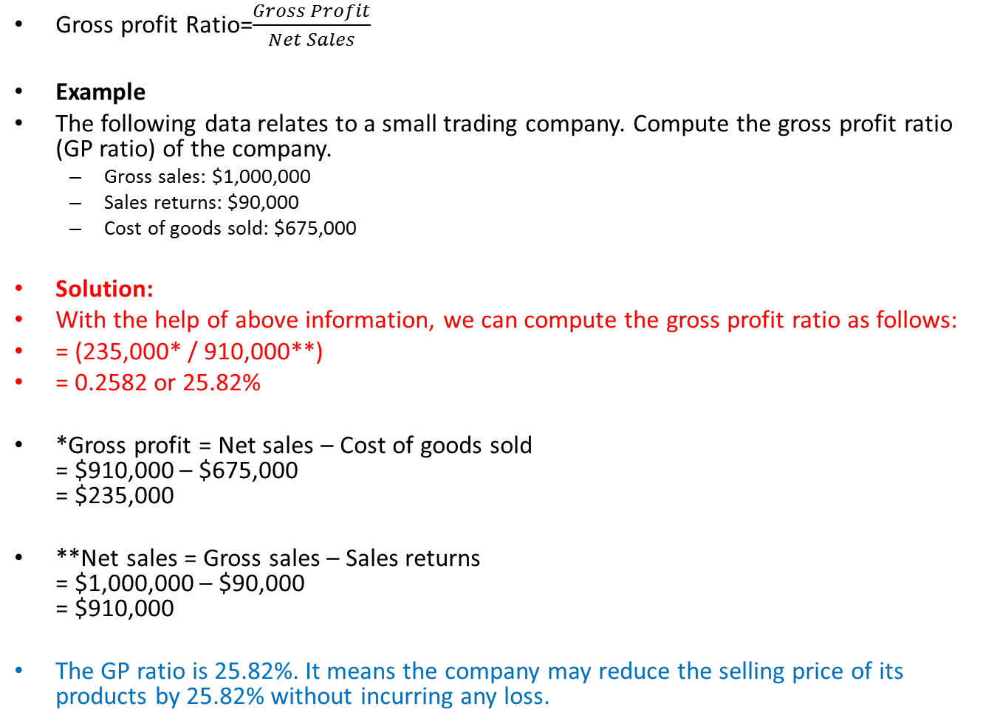 • Gross profit Ratio=Gross Profit/Net Sales
• Example
• The following data relates to a small trading company. Compute the gross profit ratio
(GP ratio) of the company.
– Gross sales: $1,000,000
– Sales returns: $90,000
– Cost of goods sold: $675,000
• Solution:
• With the help of above information, we can compute the gross profit ratio as follows:
• = (235,000* / 910,000**)
• = 0.2582 or 25.82%
• *Gross profit = Net sales – Cost of goods sold
= $910,000 – $675,000
= $235,000
• **Net sales = Gross sales – Sales returns
= $1,000,000 – $90,000
= $910,000
• The GP ratio is 25.82%. It means the company may reduce the selling price of its
products by 25.82% without incurring any loss.